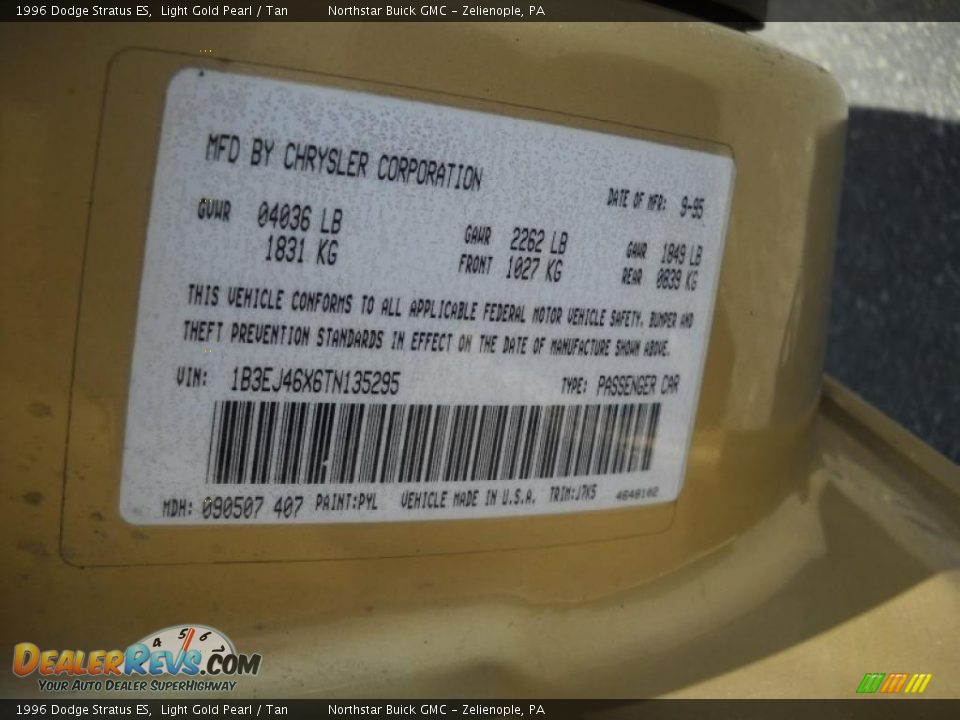 1996 Dodge Stratus ES, Light Gold Pearl / Tan Northstar Buick GMC - Zelienople, PA
MFD BY CHRYSLER CORPORATION
DATE OF MFR: 9-95
GVWR 04036 LB
1831 KG
GAWR 2262 LB
FRONT 1027 KG
GAWR 1849 LB
REAR 0839 KG
THIS VEHICLE CONFORMS TO ALL APPLICABLE FEDERAL MOTOR VEHICLE SAFETY, BUMPER AND
THEFT PREVENTION STANDARDS IN EFFECT ON THE DATE OF MANUFACTURE SHOWN ABOVE.
VIN: 1B3EJ46X6TN135295 TYPE: PASSENGER CAR
MDH: 090507 407 PAINT:PYL VEHICLE MADE IN U.S.A. TRIM:J7K5 4648102
4 5 6
DEALERREVS.COM
YOUR AUTO DEALER SUPERHIGHWAY
1996 Dodge Stratus ES, Light Gold Pearl / Tan Northstar Buick GMC - Zelienople, PA